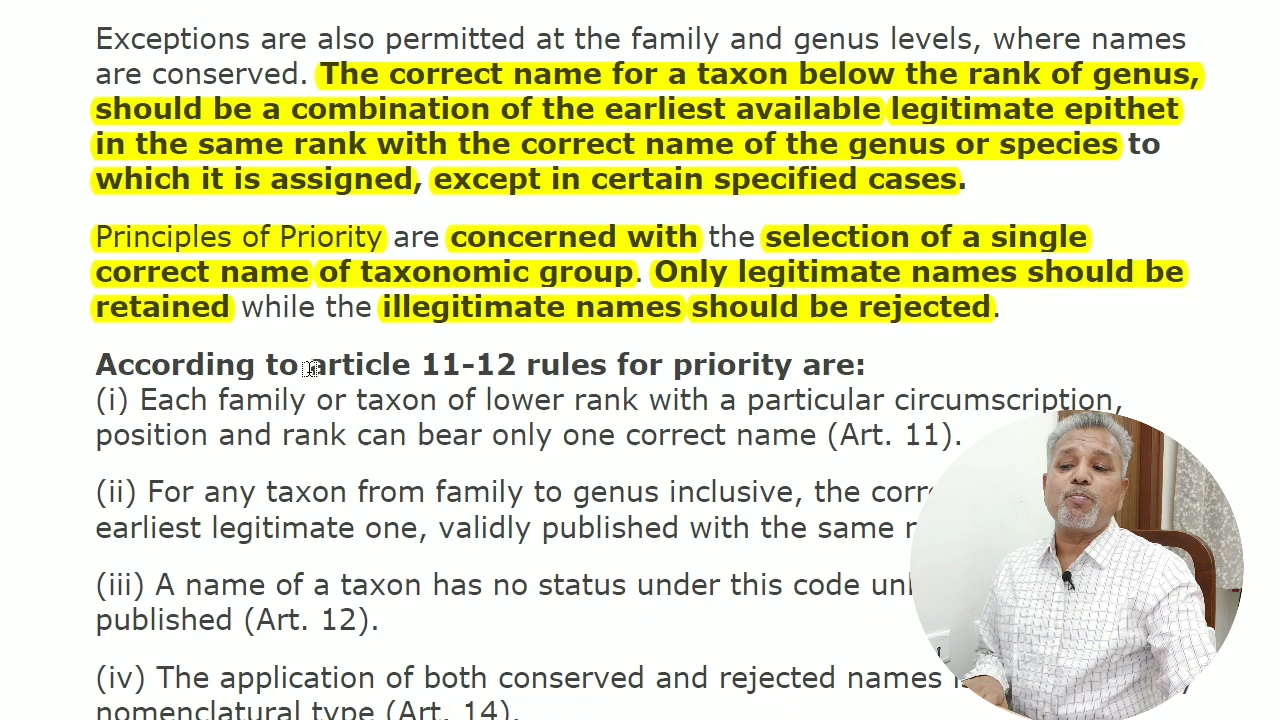 Exceptions are also permitted at the family and genus levels, where names
are conserved. The correct name for a taxon below the rank of genus,
should be a combination of the earliest available legitimate epithet
in the same rank with the correct name of the genus or species to
which it is assigned, except in certain specified cases.
Principles of Priority are concerned with the selection of a single
correct name of taxonomic group. Only legitimate names should be
retained while the illegitimate names should be rejected.
According to article 11-12 rules for priority are:
(i) Each family or taxon of lower rank with a particular circumscription,
position and rank can bear only one correct name (Art. 11).
(ii) For any taxon from family to genus inclusive, the
earliest legitimate one, validly published with the same
(iii) A name of a taxon has no status under this code
published (Art. 12).
(iv) The application of both conserved and rejected names
nomenclatural type (Art. 14).